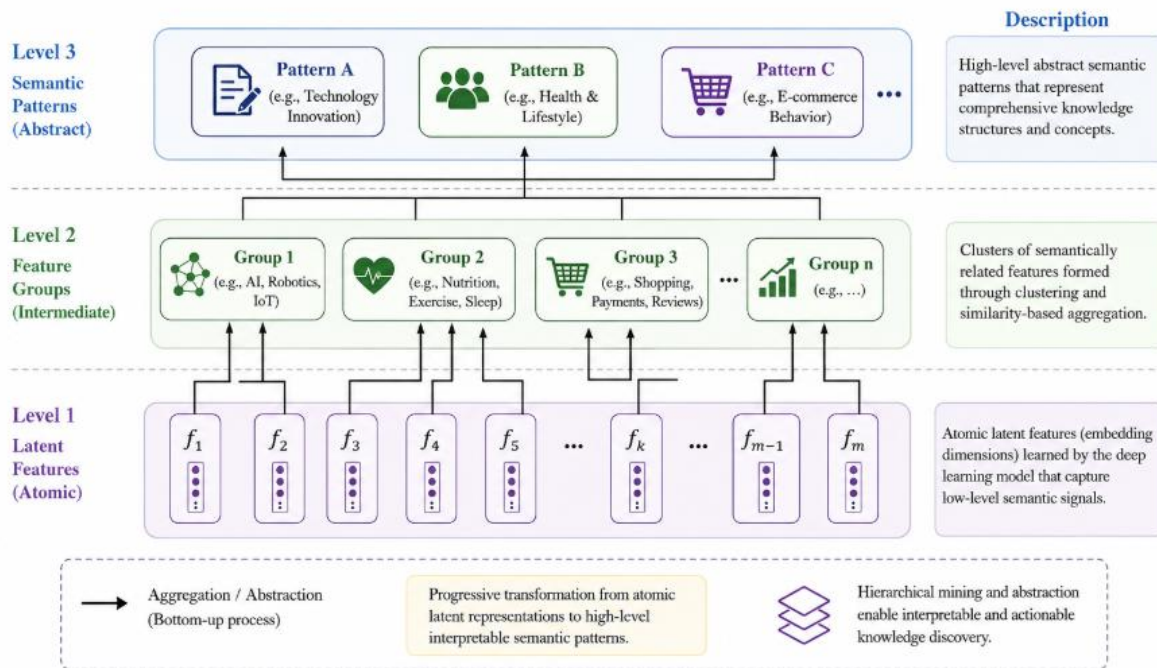 Description
Level 3
Semantic
Patterns
(Abstract)
Pattern A
(e.g., Technology
Innovation)
Pattern B
(e.g., Health &
Lifestyle)
Pattern C
(e.g., E-commerce
Behavior)
...
High-level abstract semantic
patterns that represent
comprehensive knowledge
structures and concepts.
Level 2
Feature
Groups
(Intermediate)
Group 1
(e.g., AI, Robotics,
IoT)
Group 2
(e.g., Nutrition,
Exercise, Sleep)
Group 3
(e.g., Shopping,
Payments, Reviews)
...
Group n
(e.g., ...)
Clusters of semantically
related features formed
through clustering and
similarity-based aggregation.
Level 1
Latent
Features
(Atomic)
f₁
f₂
f₃
f₄
f₅
...
fₖ
...
fₘ₋₁
fₘ
Atomic latent features (embedding
dimensions) learned by the deep
learning model that capture
low-level semantic signals.
Aggregation / Abstraction
(Bottom-up process)
Progressive transformation from atomic
latent representations to high-level
interpretable semantic patterns.
Hierarchical mining and abstraction
enable interpretable and actionable
knowledge discovery.